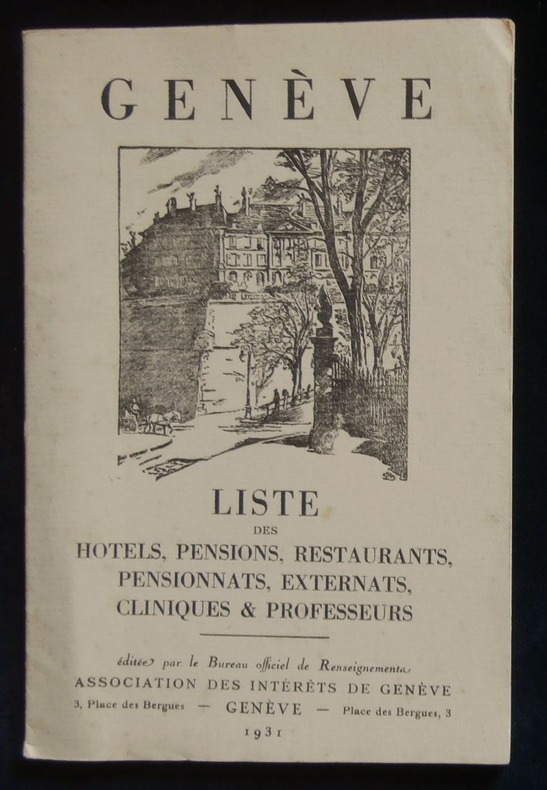 GENÈVE
LISTE
DES
HOTELS, PENSIONS, RESTAURANTS,
PENSIONNATS, EXTERNATS,
CLINIQUES & PROFESSEURS
éditée par le Bureau officiel de Renseignements
ASSOCIATION DES INTÉRÊTS DE GENÈVE
3, Place des Bergues — GENÈVE — Place des Bergues, 3
1931